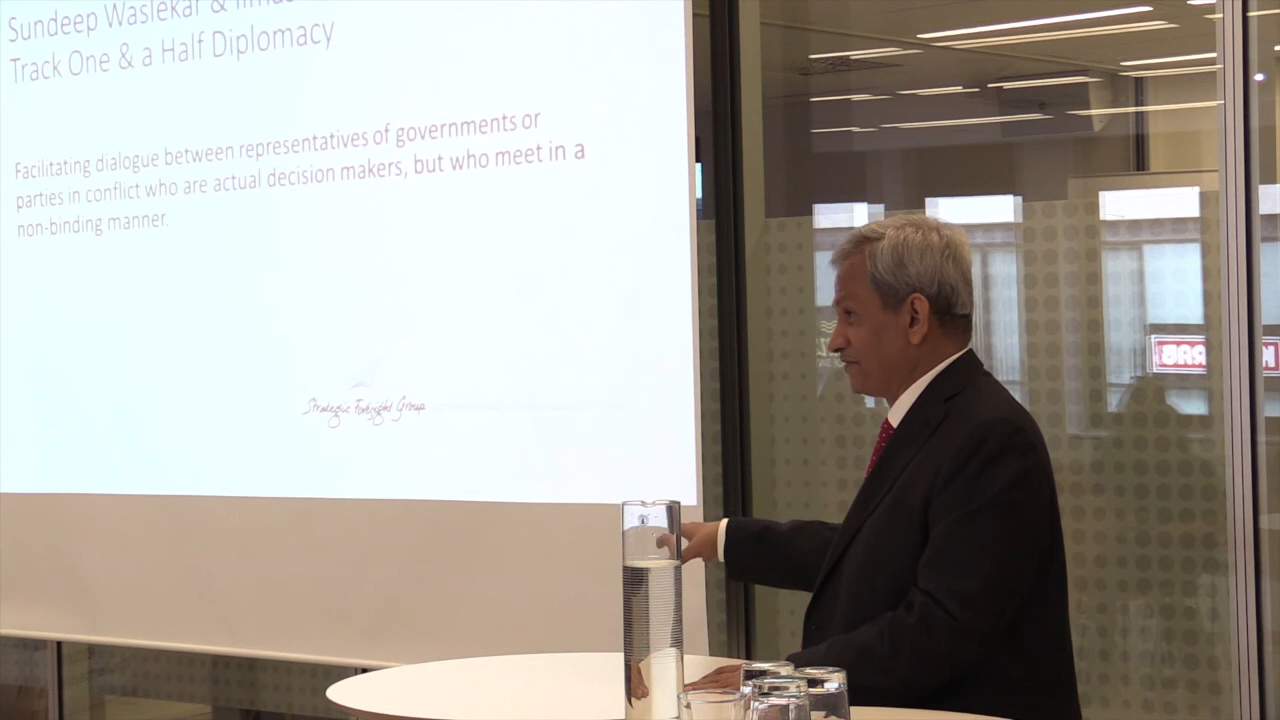 Sundeep Waslekar &
Track One & a Half Diplomacy
Facilitating dialogue between representatives of governments or
parties in conflict who are actual decision makers, but who meet in a
non-binding manner.
Strategic Foresight Group